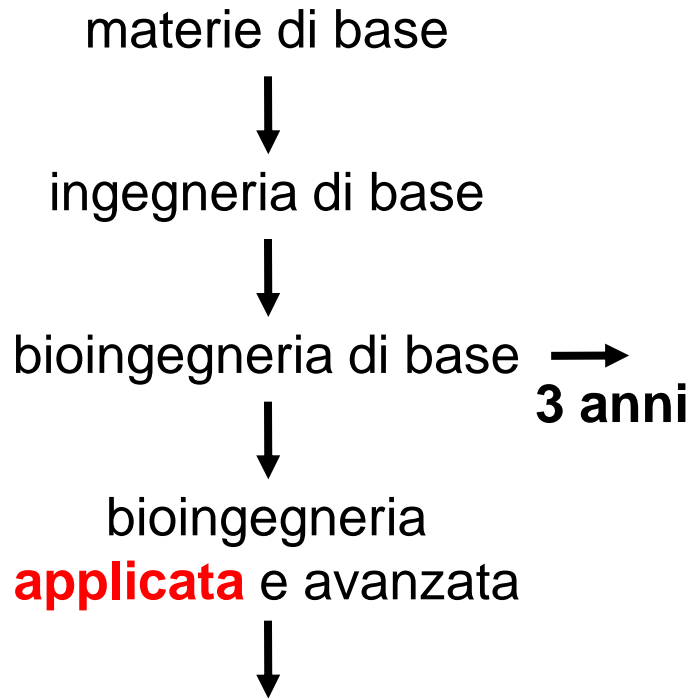 materie di base
ingegneria di base
bioingegneria di base
3 anni
bioingegneria
applicata e avanzata